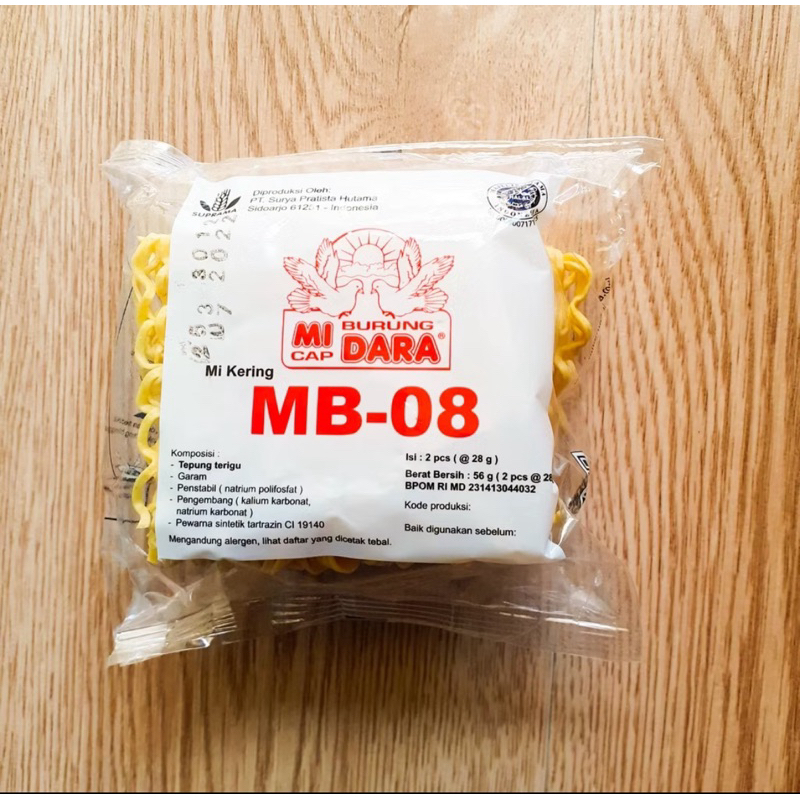 SUPRAMA
Diproduksi Oleh:
PT. Surya Pratista Hutama
Sidoarjo - Indonesia
MI
CAP
BURUNG
DARA®
Mi Kering
MB-08
Komposisi :
- Tepung terigu
- Garam
- Penstabil ( natrium polifosfat )
- Pengembang ( kalium karbonat,
natrium karbonat )
- Pewarna sintetik tartrazin CI 19140
Mengandung alergen, lihat daftar yang dicetak tebal.
Isi : 2 pcs ( @ 28 g )
Berat Bersih : 56 g ( 2 pcs @ 28
BPOM RI MD 231413044032
Kode produksi:
Baik digunakan sebelum: